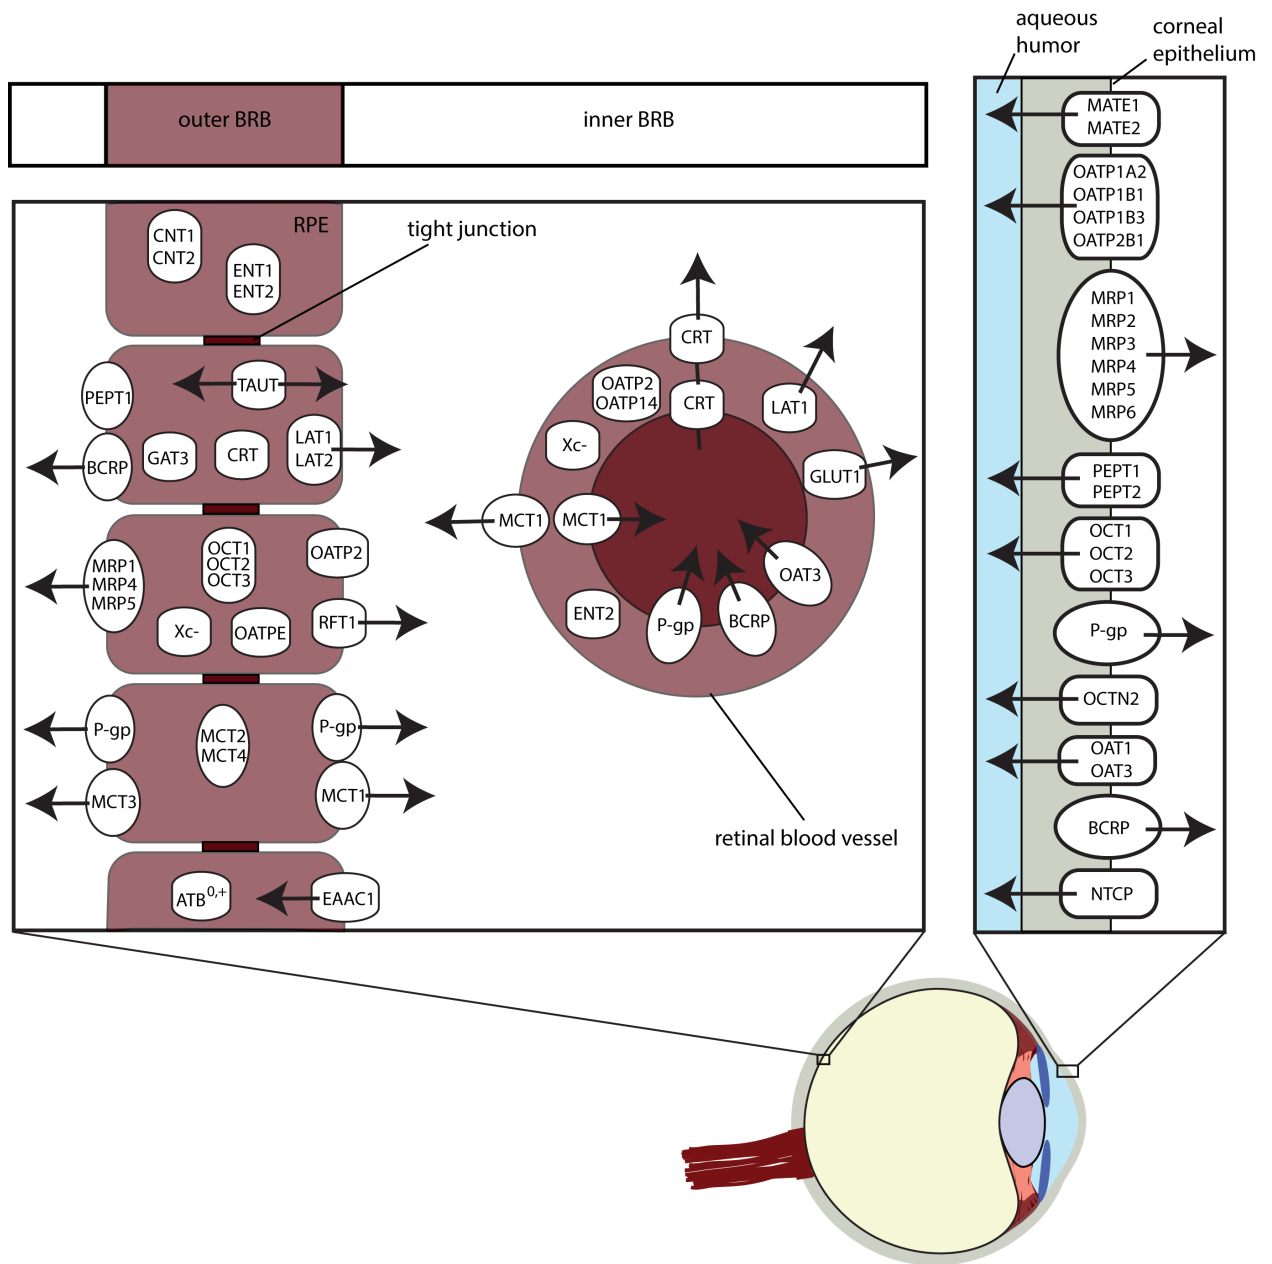 aqueous
humor
corneal
epithelium
outer BRB
inner BRB
RPE
tight junction
CNT1
CNT2
ENT1
ENT2
PEPT1
TAUT
BCRP
GAT3
CRT
LAT1
LAT2
MRP1
MRP4
MRP5
OCT1
OCT2
OCT3
OATP2
Xc-
OATPE
RFT1
P-gp
MCT2
MCT4
P-gp
MCT3
MCT1
ATB0,+
EAAC1
CRT
OATP2
OATP14
CRT
LAT1
Xc-
GLUT1
MCT1
MCT1
OAT3
ENT2
P-gp
BCRP
retinal blood vessel
MATE1
MATE2
OATP1A2
OATP1B1
OATP1B3
OATP2B1
MRP1
MRP2
MRP3
MRP4
MRP5
MRP6
PEPT1
PEPT2
OCT1
OCT2
OCT3
P-gp
OCTN2
OAT1
OAT3
BCRP
NTCP